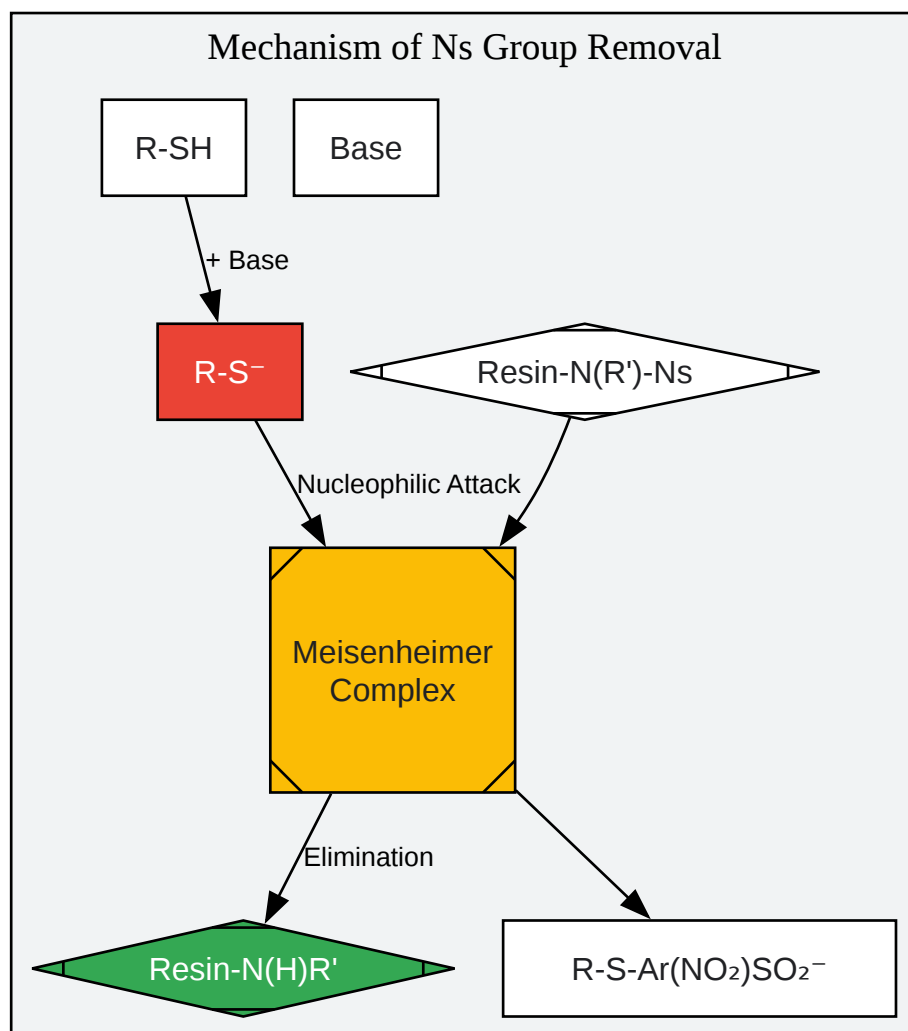 Mechanism of Ns Group Removal
R-SH
Base
+ Base
R-S⁻
Resin-N(R')-Ns
Nucleophilic Attack
Meisenheimer
Complex
Elimination
Resin-N(H)R'
R-S-Ar(NO₂)SO₂⁻